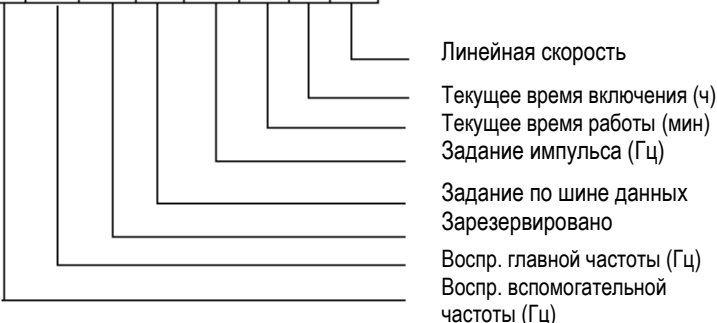 Линейная скорость
Текущее время включения (ч)
Текущее время работы (мин)
Задание импульса (Гц)
Задание по шине данных
Зарезервировано
Воспр. главной частоты (Гц)
Воспр. вспомогательной
частоты (Гц)